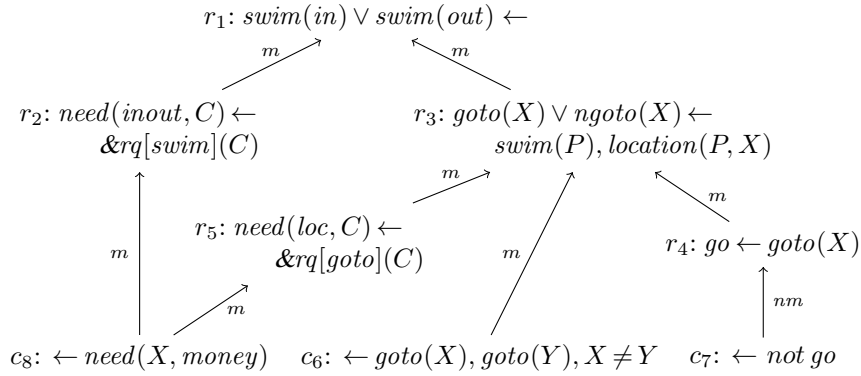 r₁: swim(in) ∨ swim(out) ←
m
m
r₂: need(inout, C) ←
&rq[swim](C)
r₃: goto(X) ∨ ngoto(X) ←
swim(P), location(P, X)
m
m
r₅: need(loc, C) ←
&rq[goto](C)
r₄: go ← goto(X)
m
m
m
nm
c₈: ← need(X, money)
c₆: ← goto(X), goto(Y), X ≠ Y
c₇: ← not go